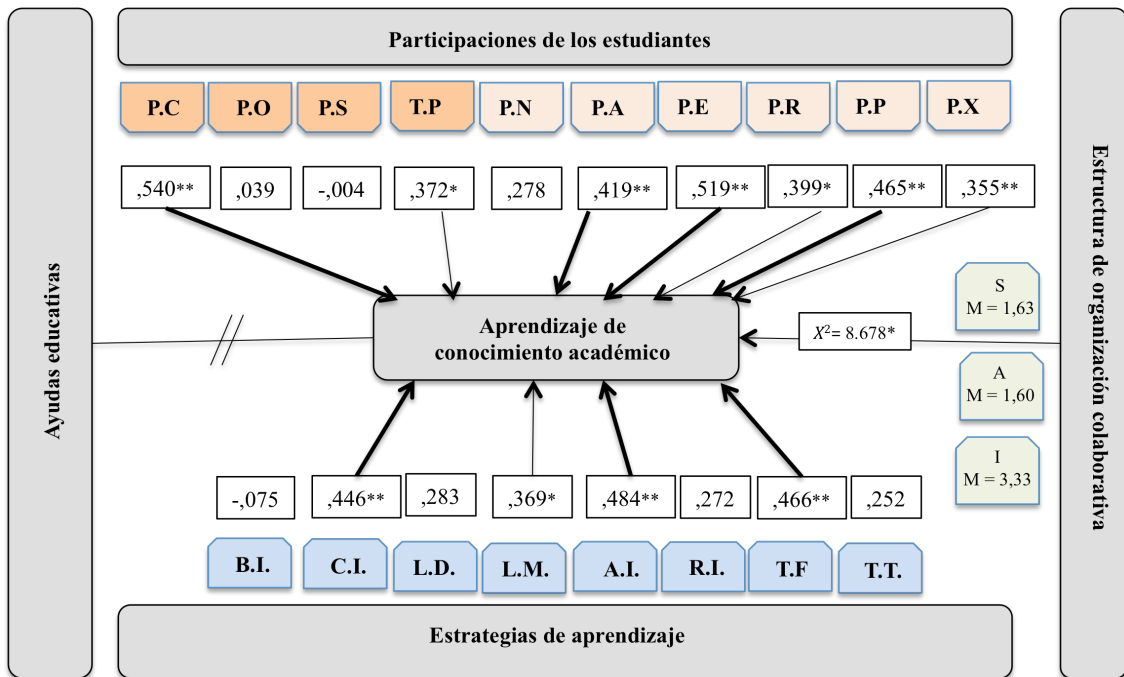 Participaciones de los estudiantes
P.C P.O P.S T.P P.N P.A P.E P.R P.P P.X
,540** ,039 -,004 ,372* ,278 ,419** ,519** ,399* ,465** ,355**
Ayudas educativas
Aprendizaje de
conocimiento académico
X²= 8.678*
S
M = 1,63
A
M = 1,60
I
M = 3,33
Estructura de
organización colaborativa
-,075 ,446** ,283 ,369* ,484** ,272 ,466** ,252
B.I. C.I. L.D. L.M. A.I. R.I. T.F T.T.
Estrategias de aprendizaje